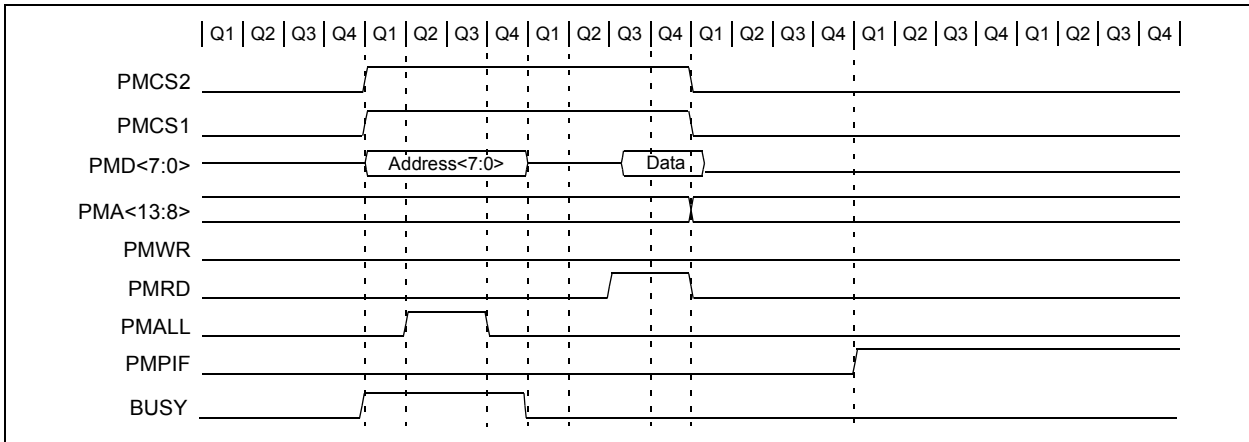 Q1 Q2 Q3 Q4 Q1 Q2 Q3 Q4 Q1 Q2 Q3 Q4 Q1 Q2 Q3 Q4 Q1 Q2 Q3 Q4 Q1 Q2 Q3 Q4
PMCS2
PMCS1
PMD<7:0> Address<7:0> Data
PMA<13:8>
PMWR
PMRD
PMALL
PMPIF
BUSY